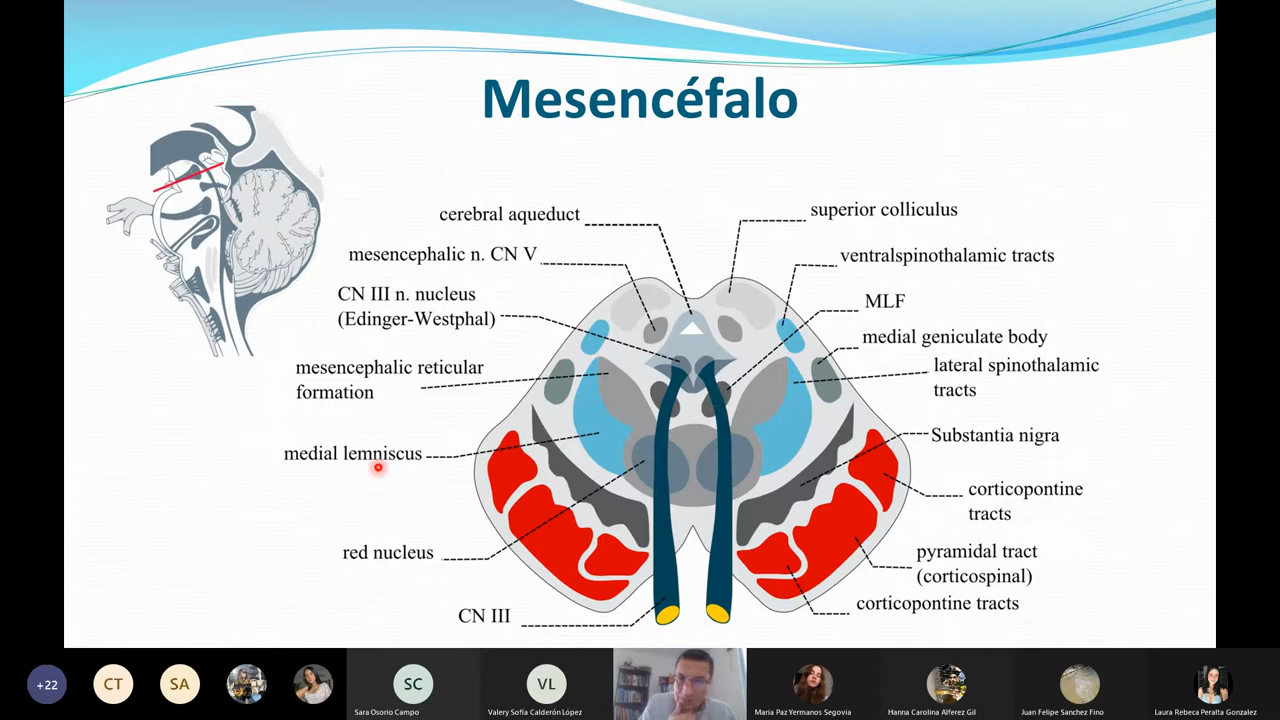 Mesencéfalo
cerebral aqueduct
superior colliculus
mesencephalic n. CN V
ventralspinothalamic tracts
CN III n. nucleus
(Edinger-Westphal)
MLF
medial geniculate body
mesencephalic reticular
formation
lateral spinothalamic
tracts
medial lemniscus
Substantia nigra
corticopontine
tracts
red nucleus
pyramidal tract
(corticospinal)
corticopontine tracts
CN III
+22
CT
SA
SC
VL
Sara Osorio Campo
Valery Sofía Calderón López
Maria Paz Yermanos Segovia
Hanna Carolina Alferez Gil
Juan Felipe Sanchez Fino
Laura Rebeca Peralta Gonzalez